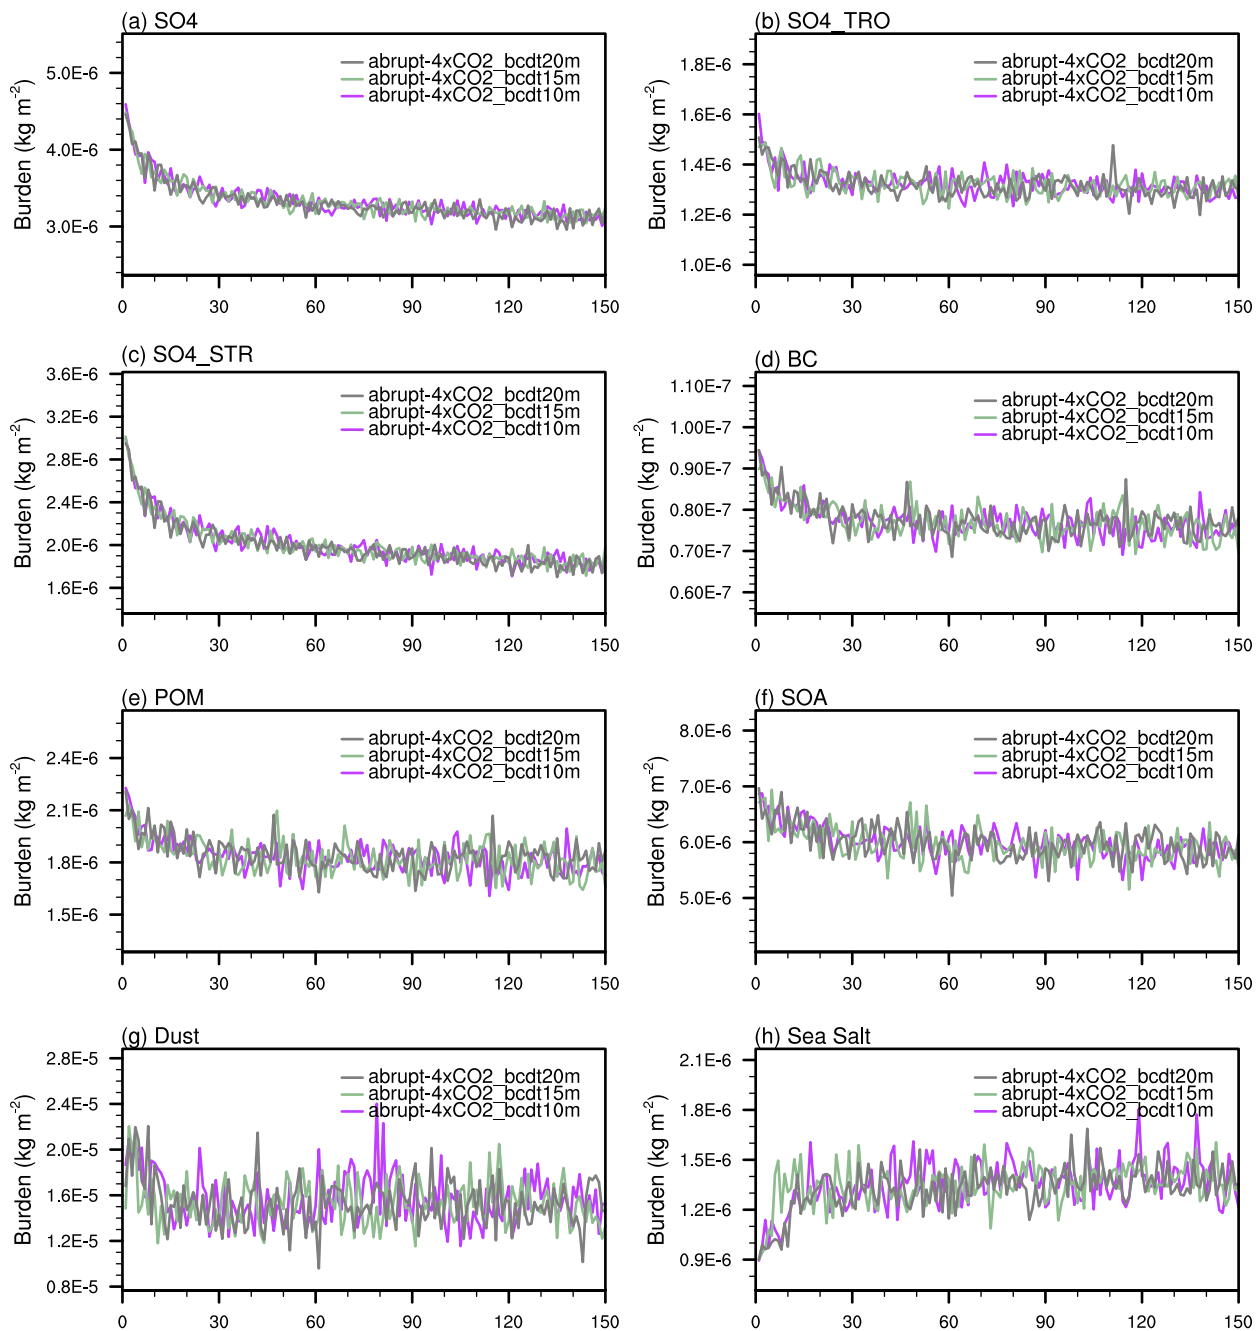 (a) SO4
Burden (kg m-2)
5.0E-6
4.0E-6
3.0E-6
abrupt-4xCO2_bcdt20m
abrupt-4xCO2_bcdt15m
abrupt-4xCO2_bcdt10m
0 30 60 90 120 150
(b) SO4_TRO
Burden (kg m-2)
1.8E-6
1.6E-6
1.4E-6
1.2E-6
1.0E-6
abrupt-4xCO2_bcdt20m
abrupt-4xCO2_bcdt15m
abrupt-4xCO2_bcdt10m
0 30 60 90 120 150
(c) SO4_STR
Burden (kg m-2)
3.6E-6
3.2E-6
2.8E-6
2.4E-6
2.0E-6
1.6E-6
abrupt-4xCO2_bcdt20m
abrupt-4xCO2_bcdt15m
abrupt-4xCO2_bcdt10m
0 30 60 90 120 150
(d) BC
Burden (kg m-2)
1.10E-7
1.00E-7
0.90E-7
0.80E-7
0.70E-7
0.60E-7
abrupt-4xCO2_bcdt20m
abrupt-4xCO2_bcdt15m
abrupt-4xCO2_bcdt10m
0 30 60 90 120 150
(e) POM
Burden (kg m-2)
2.4E-6
2.1E-6
1.8E-6
1.5E-6
abrupt-4xCO2_bcdt20m
abrupt-4xCO2_bcdt15m
abrupt-4xCO2_bcdt10m
0 30 60 90 120 150
(f) SOA
Burden (kg m-2)
8.0E-6
7.0E-6
6.0E-6
5.0E-6
abrupt-4xCO2_bcdt20m
abrupt-4xCO2_bcdt15m
abrupt-4xCO2_bcdt10m
0 30 60 90 120 150
(g) Dust
Burden (kg m-2)
2.8E-5
2.4E-5
2.0E-5
1.6E-5
1.2E-5
0.8E-5
abrupt-4xCO2_bcdt20m
abrupt-4xCO2_bcdt15m
abrupt-4xCO2_bcdt10m
0 30 60 90 120 150
(h) Sea Salt
Burden (kg m-2)
2.1E-6
1.8E-6
1.5E-6
1.2E-6
0.9E-6
abrupt-4xCO2_bcdt20m
abrupt-4xCO2_bcdt15m
abrupt-4xCO2_bcdt10m
0 30 60 90 120 150